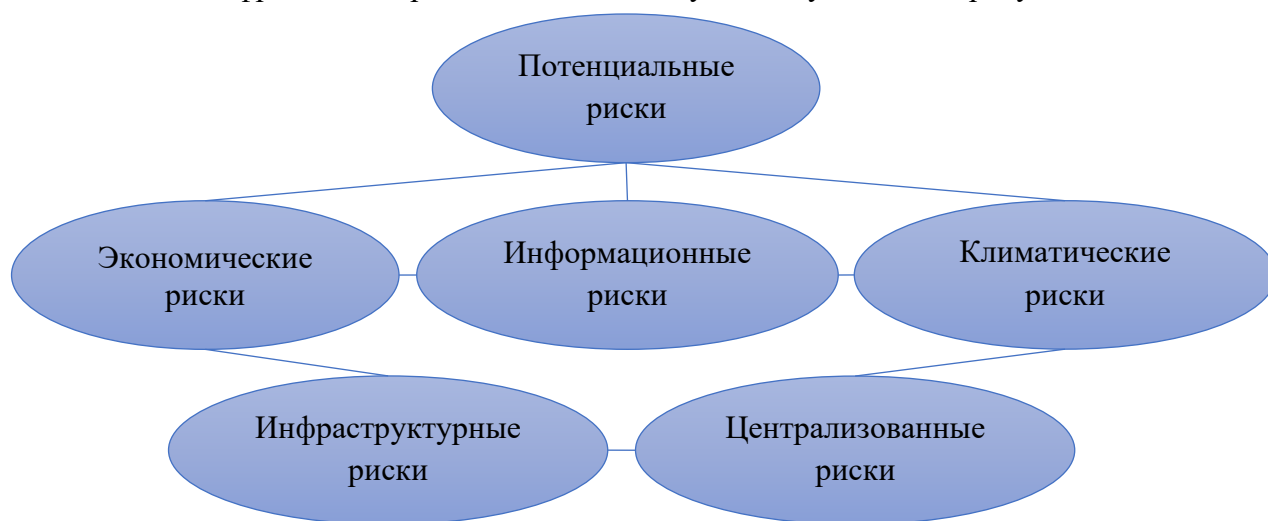 Потенциальные
риски
Экономические
риски
Информационные
риски
Климатические
риски
Инфраструктурные
риски
Централизованные
риски